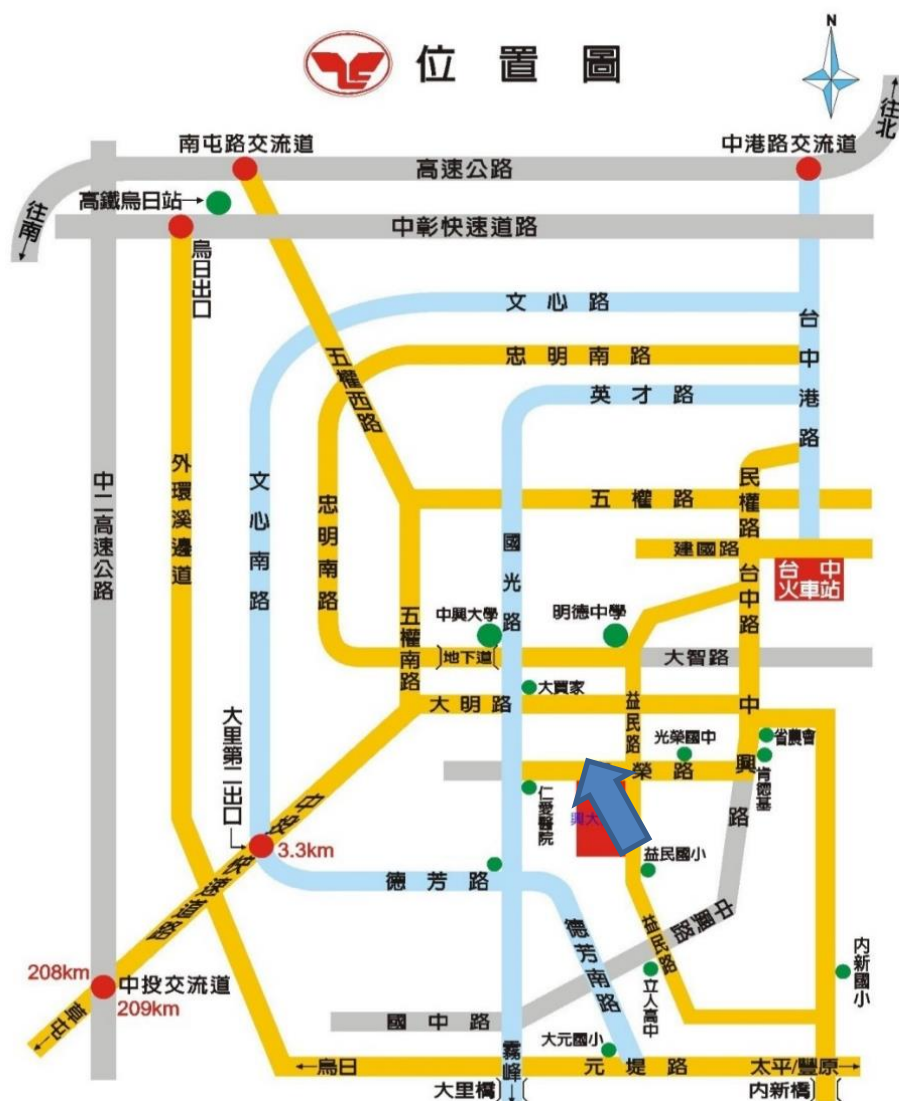 位置圖
N
往北
南屯路交流道
中港路交流道
高速公路
高鐵烏日站
往南
中彰快速道路
烏日出口
文心路
台中港路
忠明南路
五權西路
英才路
民權路
外環溪邊道
文心南路
忠明南路
五權路
中二高速公路
國光路
建國路
台中
火車站
台中路
中興大學
明德中學
五權南路
地下道
大智路
大買家
益民路
大明路
中興路
大里第二出口
光榮國中
省農會
榮路
肯德基
仁愛醫院
興大
中投快速道路
3.3km
益民國小
德芳路
中潭路
德芳南路
益民路
內新國小
208km
中投交流道
209km
立人高中
國中路
大元國小
霧峰
烏日
元堤路
太平/豐原
大里橋
內新橋